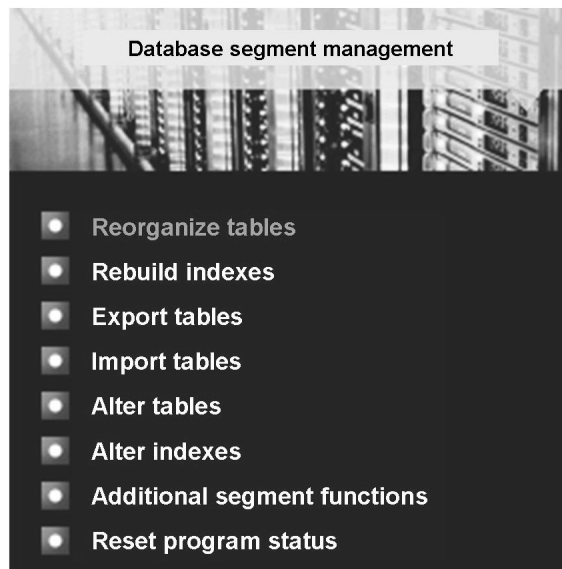 Database segment management
Reorganize tables
Rebuild indexes
Export tables
Import tables
Alter tables
Alter indexes
Additional segment functions
Reset program status